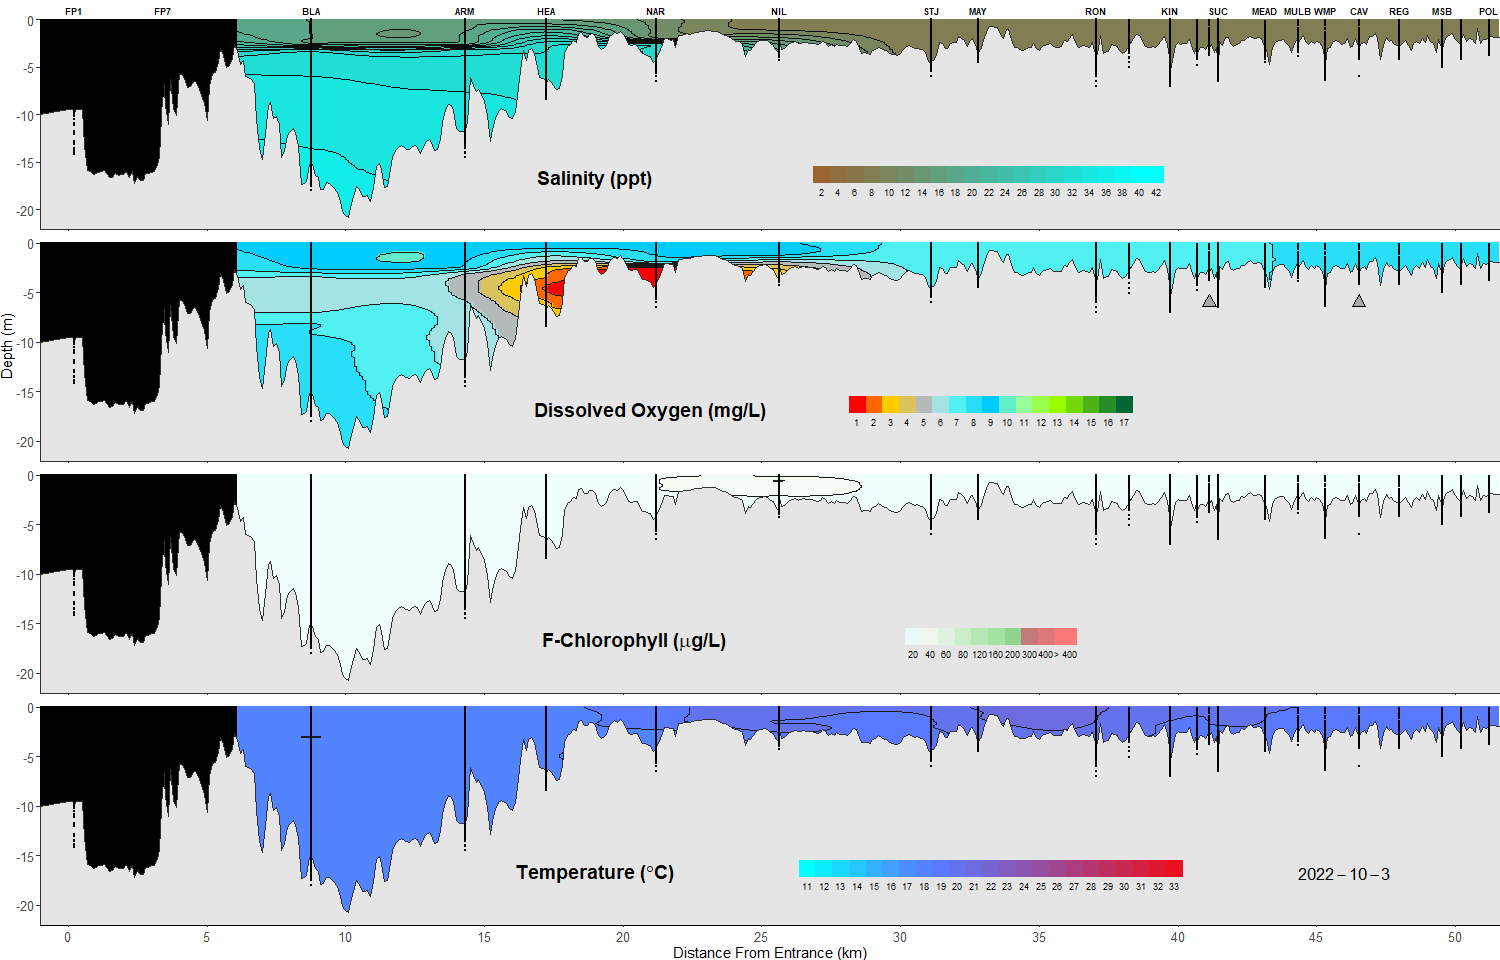 FP1 FP7 BLA ARM HEA NAR NIL STJ MAY RON KIN SUC MEAD MULB WMP CAV REG MSB POL
0
-5
-10
-15
-20
Salinity (ppt)
2 4 6 8 10 12 14 16 18 20 22 24 26 28 30 32 34 36 38 40 42
Depth (m)
0
-5
-10
-15
-20
Dissolved Oxygen (mg/L)
1 2 3 4 5 6 7 8 9 10 11 12 13 14 15 16 17
0
-5
-10
-15
-20
F-Chlorophyll (µg/L)
20 40 60 80 120 160 200 300 400 > 400
0
-5
-10
-15
-20
Temperature (°C)
11 12 13 14 15 16 17 18 19 20 21 22 23 24 25 26 27 28 29 30 31 32 33
2022-10-3
0 5 10 15 20 25 30 35 40 45 50
Distance From Entrance (km)